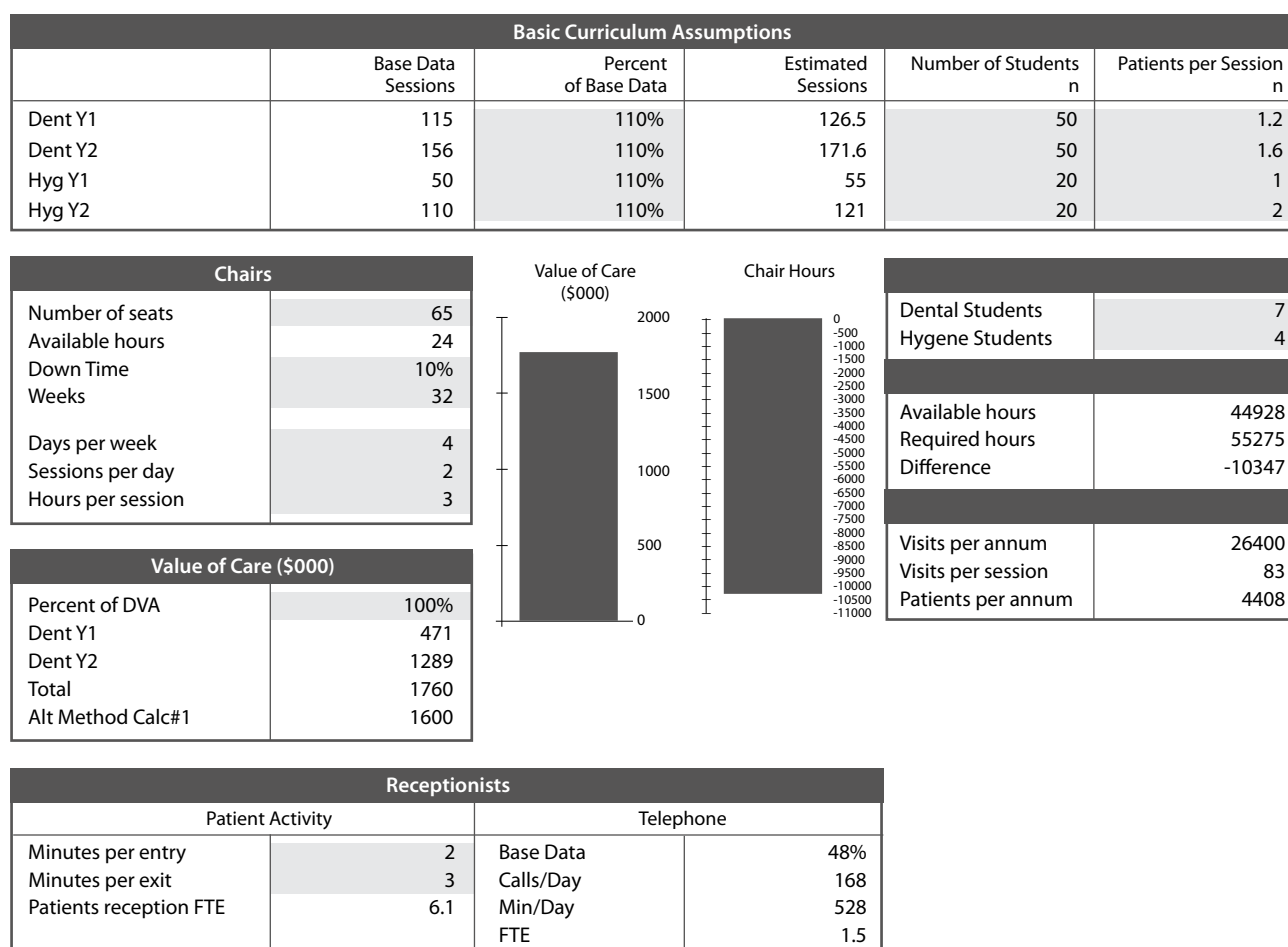 Basic Curriculum Assumptions
Base Data Sessions Percent of Base Data Estimated Sessions Number of Students n Patients per Session n
Dent Y1 115 110% 126.5 50 1.2
Dent Y2 156 110% 171.6 50 1.6
Hyg Y1 50 110% 55 20 1
Hyg Y2 110 110% 121 20 2
Chairs
Number of seats 65
Available hours 24
Down Time 10%
Weeks 32
Days per week 4
Sessions per day 2
Hours per session 3
Value of Care ($000)
Percent of DVA 100%
Dent Y1 471
Dent Y2 1289
Total 1760
Alt Method Calc#1 1600
Value of Care
($000)
2000
1500
1000
500
0
Chair Hours
0
-500
-1000
-1500
-2000
-2500
-3000
-3500
-4000
-4500
-5000
-5500
-6000
-6500
-7000
-7500
-8000
-8500
-9000
-9500
-10000
-10500
-11000
Dental Students 7
Hygene Students 4
Available hours 44928
Required hours 55275
Difference -10347
Visits per annum 26400
Visits per session 83
Patients per annum 4408
Receptionists
Patient Activity Telephone
Minutes per entry 2 Base Data 48%
Minutes per exit 3 Calls/Day 168
Patients reception FTE 6.1 Min/Day 528
FTE 1.5